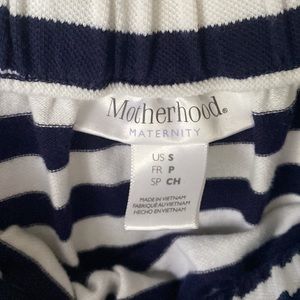 Motherhood®
MATERNITY
US S
FR P
SP CH
MADE IN VIETNAM
FABRIQUÉ AU VIETNAM
HECHO EN VIETNAM